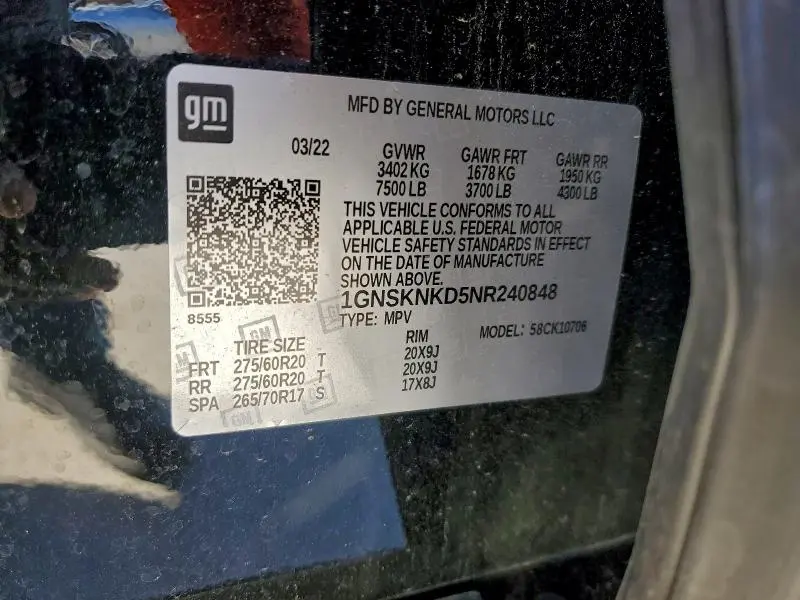 gm
MFD BY GENERAL MOTORS LLC
03/22
GVWR GAWR FRT GAWR RR
3402 KG 1678 KG 1950 KG
7500 LB 3700 LB 4300 LB
THIS VEHICLE CONFORMS TO ALL
APPLICABLE U.S. FEDERAL MOTOR
VEHICLE SAFETY STANDARDS IN EFFECT
ON THE DATE OF MANUFACTURE
SHOWN ABOVE.
1GNSKNKD5NR240848
8555
TYPE: MPV MODEL: 58CK10706
TIRE SIZE RIM
FRT 275/60R20 T 20X9J
RR 275/60R20 T 20X9J
SPA 265/70R17 S 17X8J